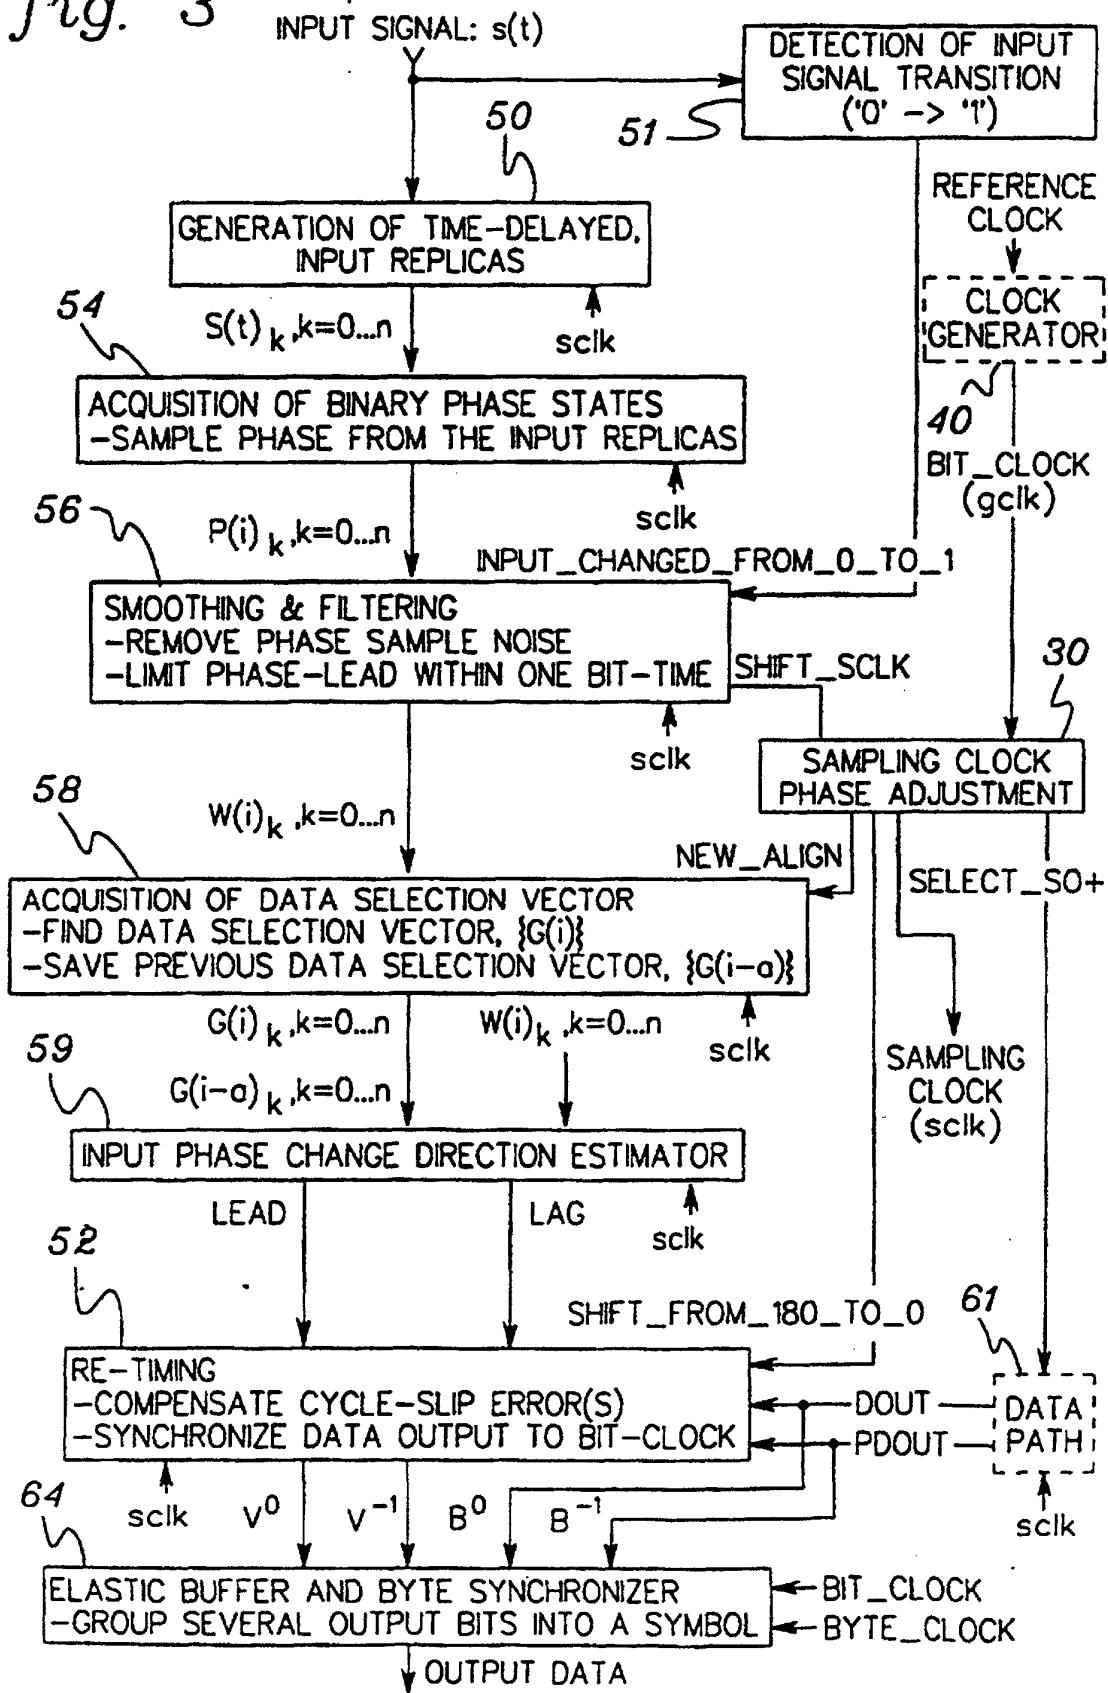 fig. 3
INPUT SIGNAL: s(t)
DETECTION OF INPUT
SIGNAL TRANSITION
('0' -> '1')
51
50
GENERATION OF TIME-DELAYED,
INPUT REPLICAS
REFERENCE
CLOCK
CLOCK
GENERATOR
40
54
S(t) k ,k=0...n
sclk
ACQUISITION OF BINARY PHASE STATES
-SAMPLE PHASE FROM THE INPUT REPLICAS
BIT_CLOCK
(gclk)
56
P(i) k ,k=0...n
sclk
INPUT_CHANGED_FROM_0_TO_1
SMOOTHING & FILTERING
-REMOVE PHASE SAMPLE NOISE
-LIMIT PHASE-LEAD WITHIN ONE BIT-TIME
SHIFT_SCLK
30
sclk
SAMPLING CLOCK
PHASE ADJUSTMENT
58
W(i) k ,k=0...n
NEW_ALIGN
SELECT_SO+
ACQUISITION OF DATA SELECTION VECTOR
-FIND DATA SELECTION VECTOR, {G(i)}
-SAVE PREVIOUS DATA SELECTION VECTOR, {G(i-a)}
G(i) k ,k=0...n
W(i) k ,k=0...n
sclk
59
G(i-a) k ,k=0...n
SAMPLING
CLOCK
(sclk)
INPUT PHASE CHANGE DIRECTION ESTIMATOR
LEAD
LAG
sclk
52
SHIFT_FROM_180_TO_0
61
RE-TIMING
-COMPENSATE CYCLE-SLIP ERROR(S)
-SYNCHRONIZE DATA OUTPUT TO BIT-CLOCK
DOUT
PDOUT
DATA
PATH
64
sclk
V⁰
V⁻¹
B⁰
B⁻¹
sclk
ELASTIC BUFFER AND BYTE SYNCHRONIZER
-GROUP SEVERAL OUTPUT BITS INTO A SYMBOL
BIT_CLOCK
BYTE_CLOCK
OUTPUT DATA